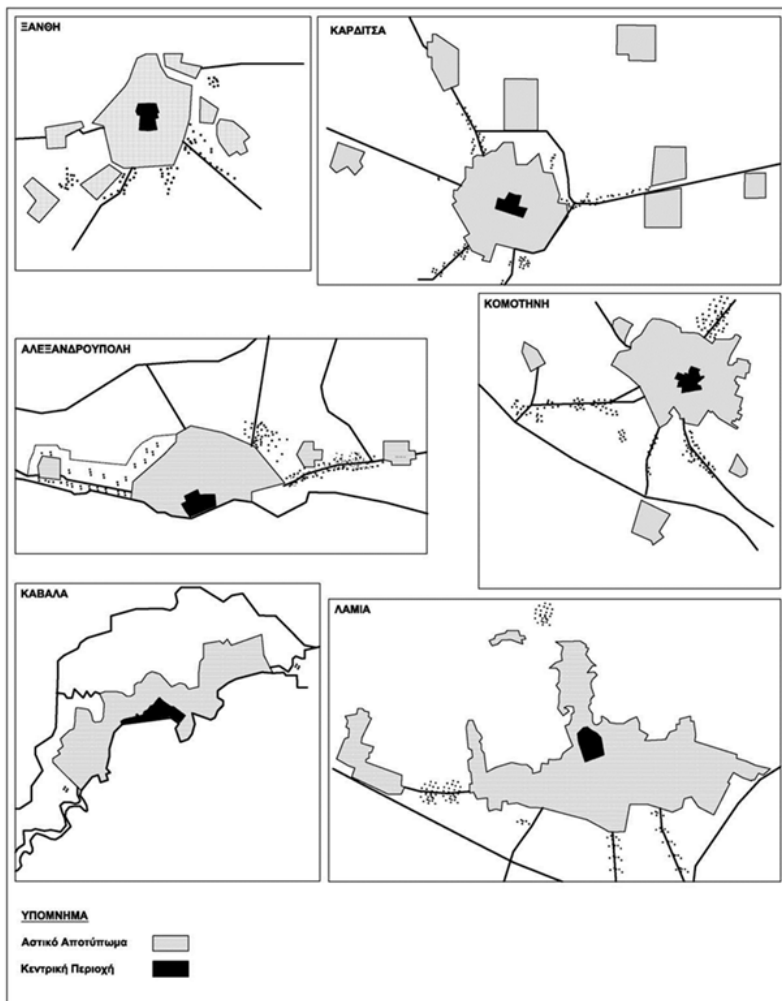 ΞΑΝΘΗ
ΚΑΡΔΙΤΣΑ
ΑΛΕΞΑΝΔΡΟΥΠΟΛΗ
ΚΟΜΟΤΗΝΗ
ΚΑΒΑΛΑ
ΛΑΜΙΑ
ΥΠΟΜΝΗΜΑ
Αστικό Αποτύπωμα
Κεντρική Περιοχή